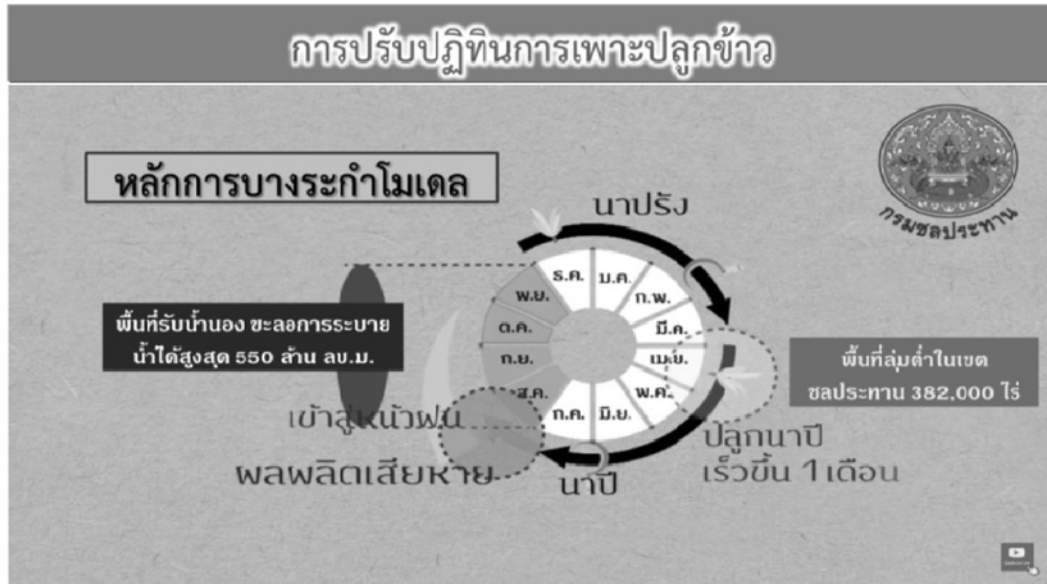 การปรับปฏิทินการเพาะปลูกข้าว
หลักการบางระกำโมเดล
กรมชลประทาน
นาปรัง
ธ.ค.
ม.ค.
ก.พ.
มี.ค.
เม.ย.
พ.ค.
มิ.ย.
ก.ค.
ส.ค.
ก.ย.
ต.ค.
พ.ย.
พื้นที่รับน้ำนอง ชะลอการระบาย
น้ำได้สูงสุด 550 ล้าน ลบ.ม.
พื้นที่ลุ่มต่ำในเขต
ชลประทาน 382,000 ไร่
เข้าสู่หน้าฝน
ผลผลิตเสียหาย
นาปี
ปลูกนาปี
เร็วขึ้น 1 เดือน